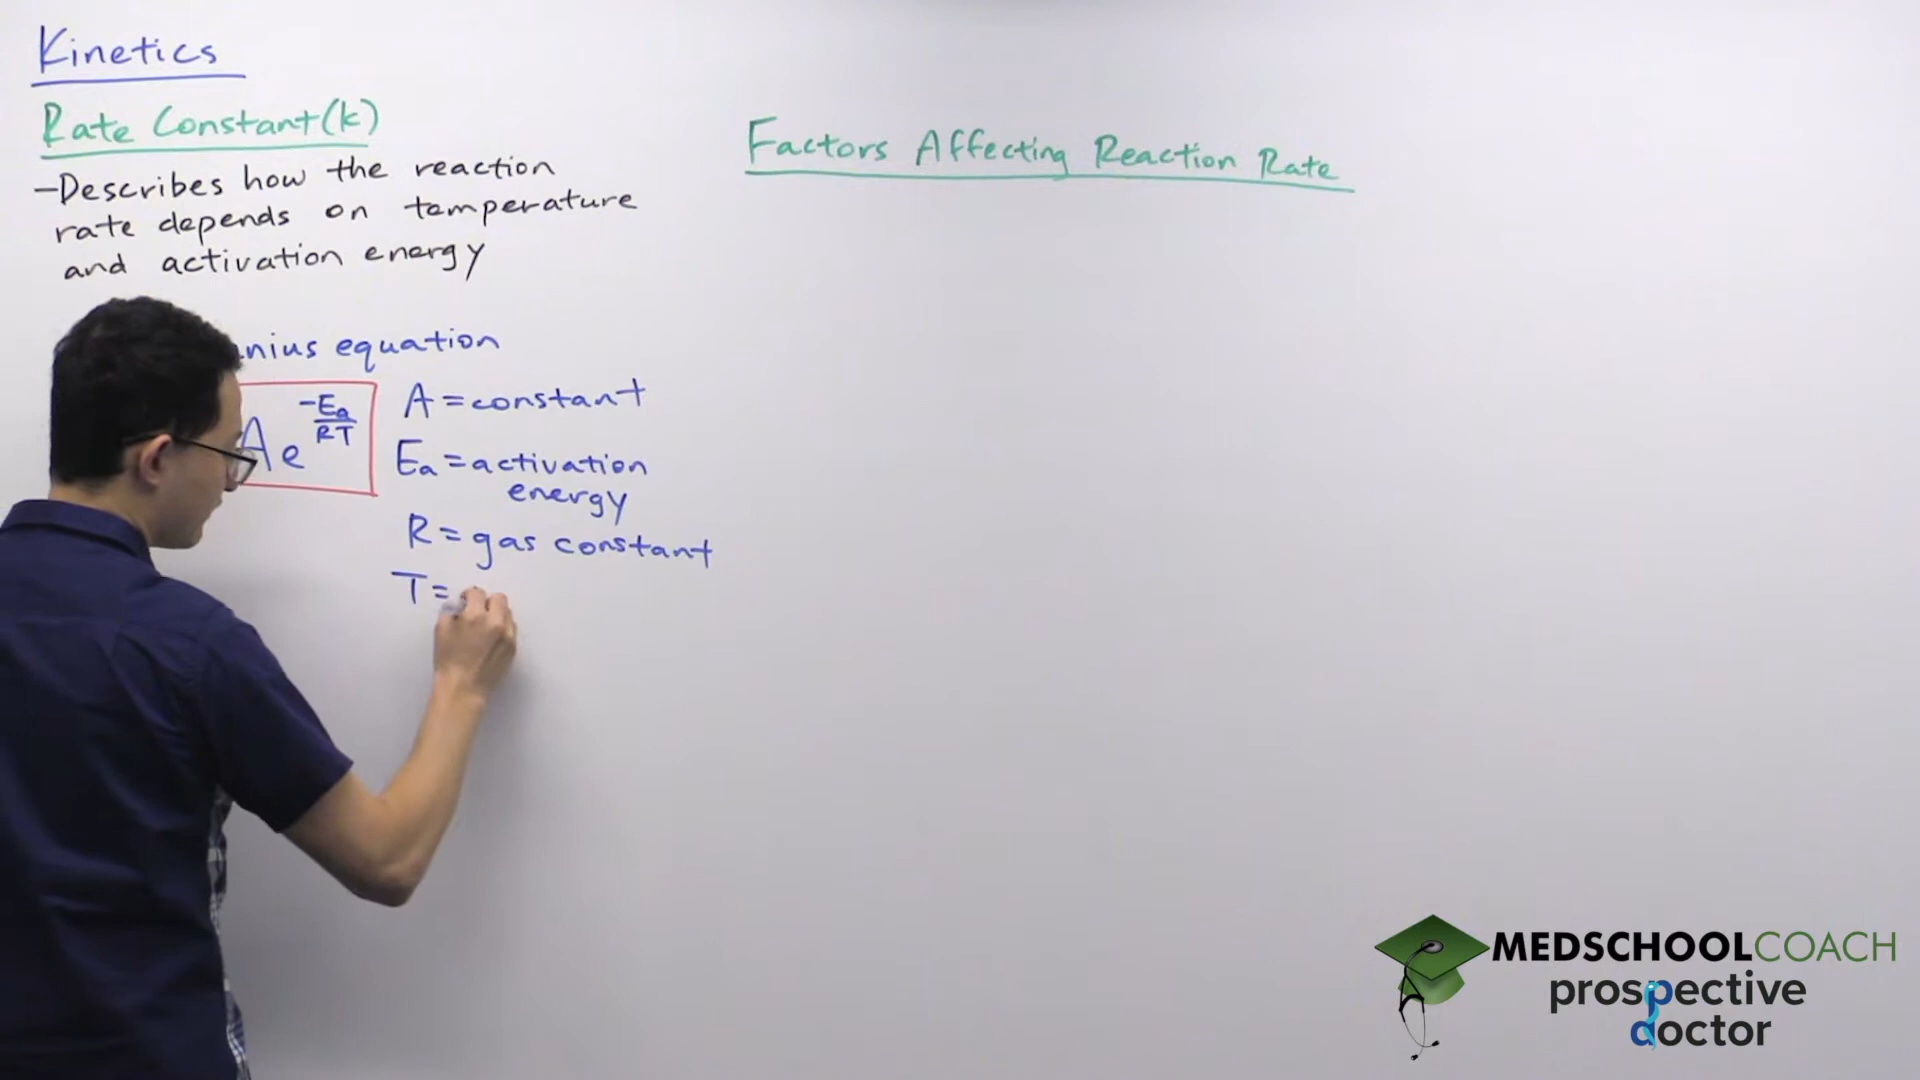 Kinetics
Rate Constant (k)
-Describes how the reaction
rate depends on temperature
and activation energy
nius equation
Ae^(-Ea/RT)
A = constant
Ea = activation
energy
R = gas constant
T =
Factors Affecting Reaction Rate
MEDSCHOOLCOACH
prospective
doctor